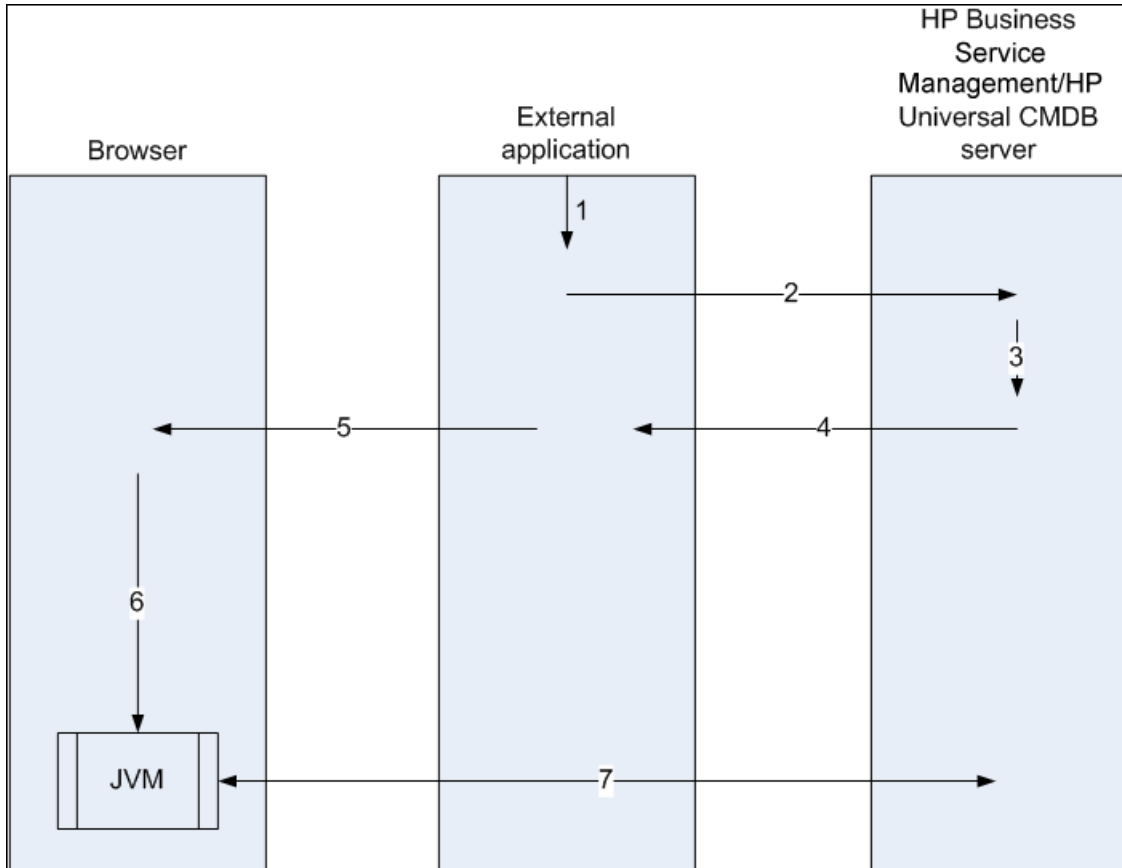 HP Business
Service
Management/HP
Universal CMDB
server
External
application
Browser
1
2
3
5
4
6
JVM
7